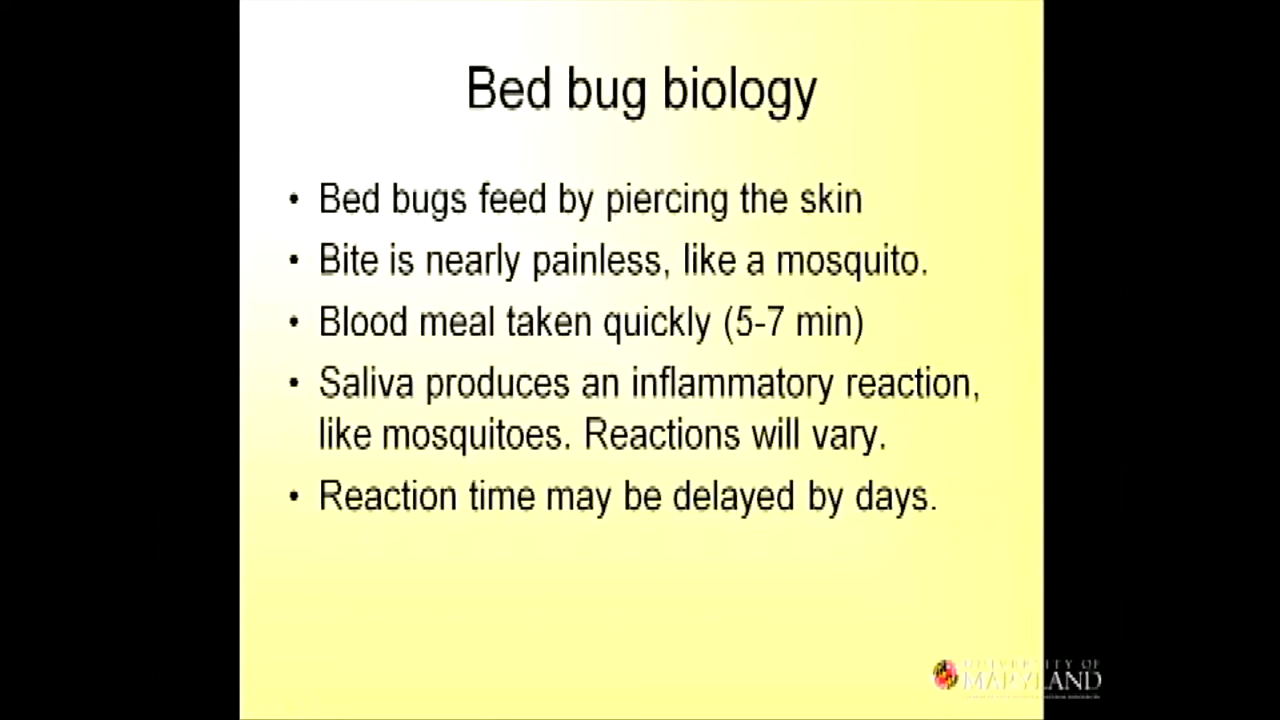 Bed bug biology
• Bed bugs feed by piercing the skin
• Bite is nearly painless, like a mosquito.
• Blood meal taken quickly (5-7 min)
• Saliva produces an inflammatory reaction,
like mosquitoes. Reactions will vary.
• Reaction time may be delayed by days.
UNIVERSITY OF
MARYLAND